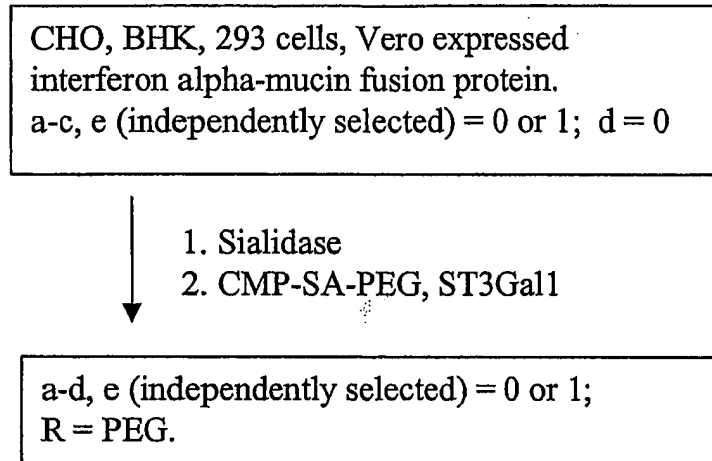 CHO, BHK, 293 cells, Vero expressed
interferon alpha-mucin fusion protein.
a-c, e (independently selected) = 0 or 1; d = 0
1. Sialidase
2. CMP-SA-PEG, ST3Gal1
a-d, e (independently selected) = 0 or 1;
R = PEG.